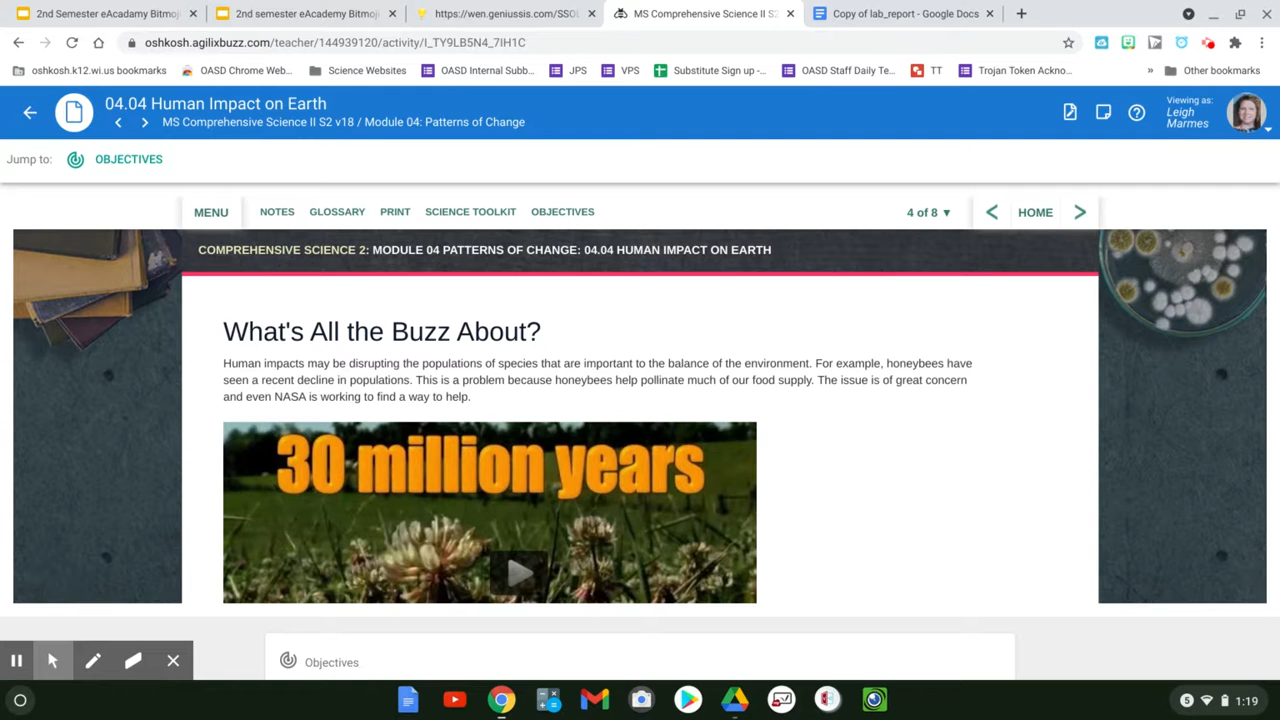 2nd Semester eAcadamy Bitmoj
2nd semester eAcademy Bitmoji
https://wen.geniussis.com/SSOL
MS Comprehensive Science II S2
Copy of lab_report - Google Docs
oshkosh.agilixbuzz.com/teacher/144939120/activity/I_TY9LB5N4_7IH1C
oshkosh.k12.wi.us bookmarks
OASD Chrome Web...
Science Websites
OASD Internal Subb...
JPS
VPS
Substitute Sign up -...
OASD Staff Daily Te...
TT
Trojan Token Ackno...
»
Other bookmarks
04.04 Human Impact on Earth
MS Comprehensive Science II S2 v18 / Module 04: Patterns of Change
Viewing as:
Leigh
Marmes
Jump to:
OBJECTIVES
MENU
NOTES
GLOSSARY
PRINT
SCIENCE TOOLKIT
OBJECTIVES
4 of 8 ▼
HOME
COMPREHENSIVE SCIENCE 2: MODULE 04 PATTERNS OF CHANGE: 04.04 HUMAN IMPACT ON EARTH
What's All the Buzz About?
Human impacts may be disrupting the populations of species that are important to the balance of the environment. For example, honeybees have
seen a recent decline in populations. This is a problem because honeybees help pollinate much of our food supply. The issue is of great concern
and even NASA is working to find a way to help.
30 million years
Objectives
5
1:19